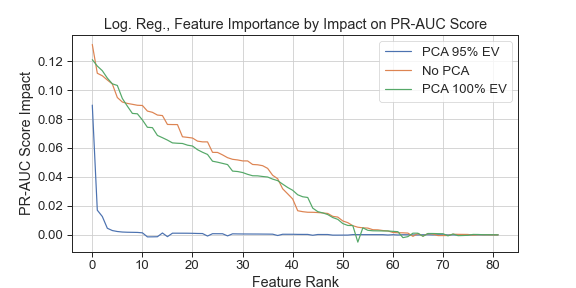 Log. Reg., Feature Importance by Impact on PR-AUC Score
PCA 95% EV
No PCA
PCA 100% EV
PR-AUC Score Impact
0.12
0.10
0.08
0.06
0.04
0.02
0.00
0 10 20 30 40 50 60 70 80
Feature Rank